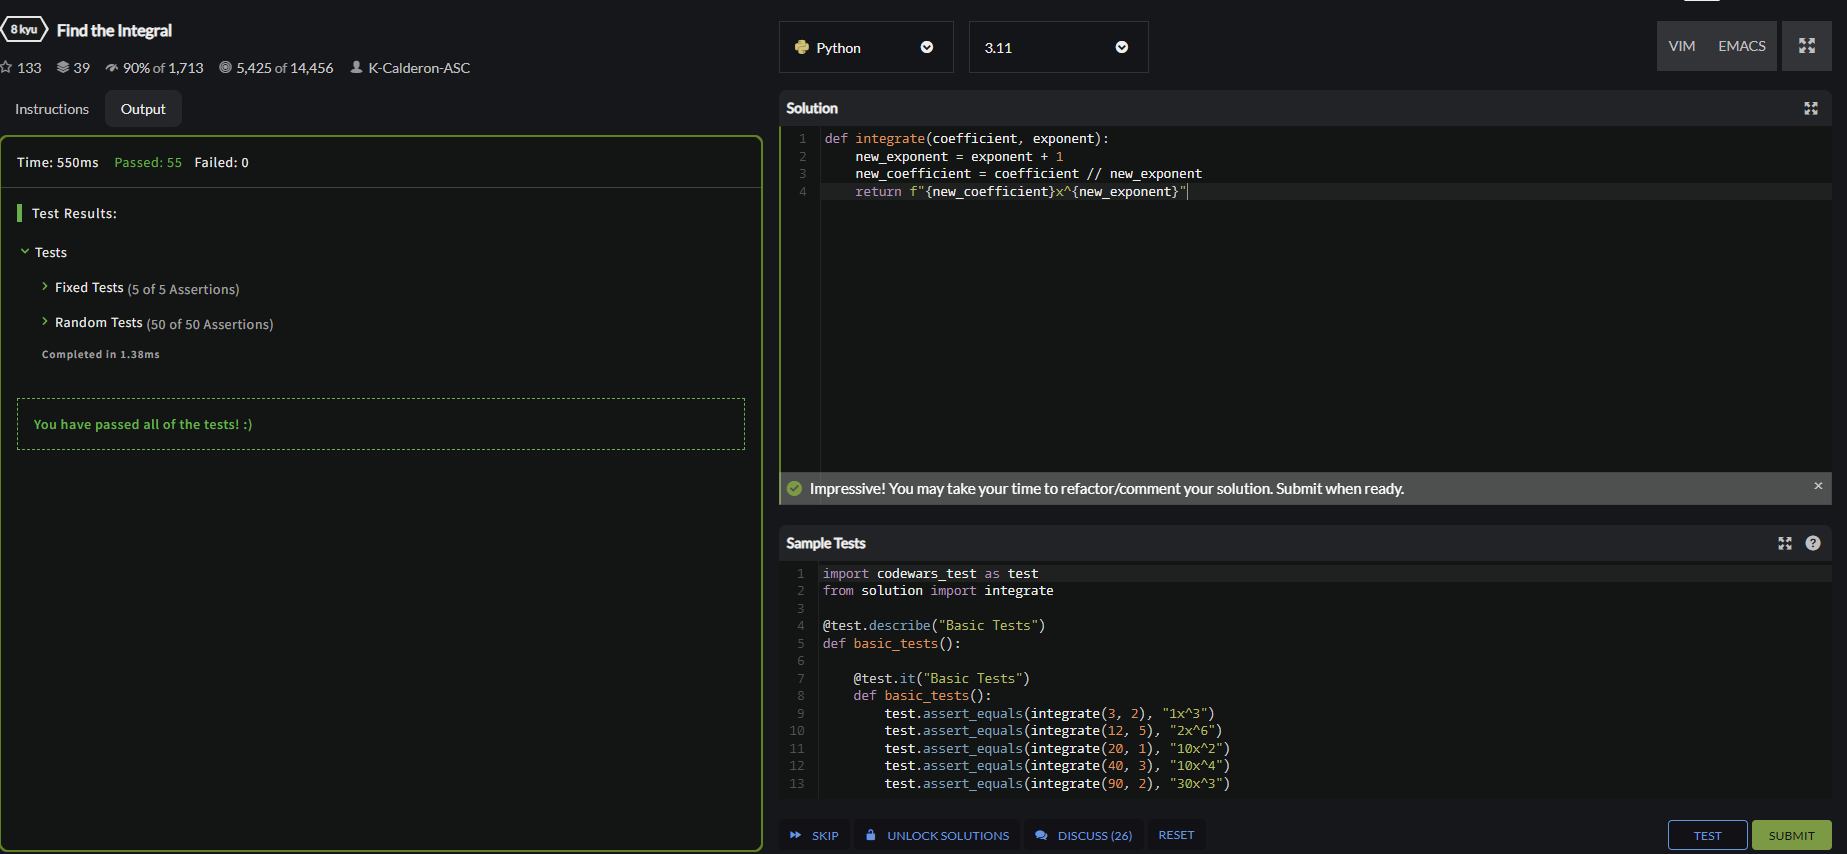 8 kyu Find the Integral
133 39 90% of 1,713 5,425 of 14,456 K-Calderon-ASC
Instructions Output
Time: 550ms Passed: 55 Failed: 0
Test Results:
Tests
Fixed Tests (5 of 5 Assertions)
Random Tests (50 of 50 Assertions)
Completed in 1.38ms
You have passed all of the tests! :)
Python 3.11 VIM EMACS
Solution
1 def integrate(coefficient, exponent):
2     new_exponent = exponent + 1
3     new_coefficient = coefficient // new_exponent
4     return f"{new_coefficient}x^{new_exponent}"
Impressive! You may take your time to refactor/comment your solution. Submit when ready. ×
Sample Tests ?
1 import codewars_test as test
2 from solution import integrate
3
4 @test.describe("Basic Tests")
5 def basic_tests():
6
7     @test.it("Basic Tests")
8     def basic_tests():
9         test.assert_equals(integrate(3, 2), "1x^3")
10         test.assert_equals(integrate(12, 5), "2x^6")
11         test.assert_equals(integrate(20, 1), "10x^2")
12         test.assert_equals(integrate(40, 3), "10x^4")
13         test.assert_equals(integrate(90, 2), "30x^3")
SKIP UNLOCK SOLUTIONS DISCUSS (26) RESET TEST SUBMIT